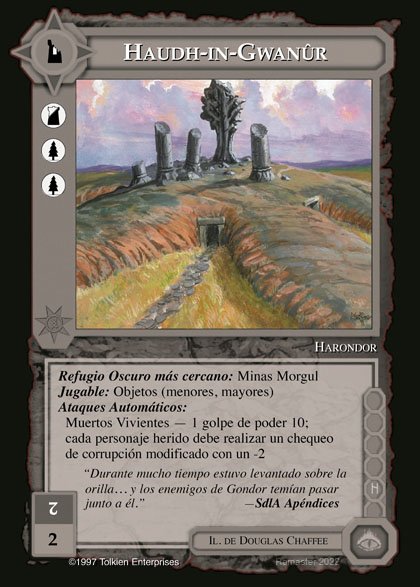 Haudh-in-Gwanûr
Harondor
Refugio Oscuro más cercano: Minas Morgul
Jugable: Objetos (menores, mayores)
Ataques Automáticos:
Muertos Vivientes — 1 golpe de poder 10;
cada personaje herido debe realizar un chequeo
de corrupción modificado con un -2
“Durante mucho tiempo estuvo levantado sobre la
orilla… y los enemigos de Gondor temían pasar
junto a él.” —SdlA Apéndices
H
2
2
Il. de Douglas Chaffee
©1997 Tolkien Enterprises